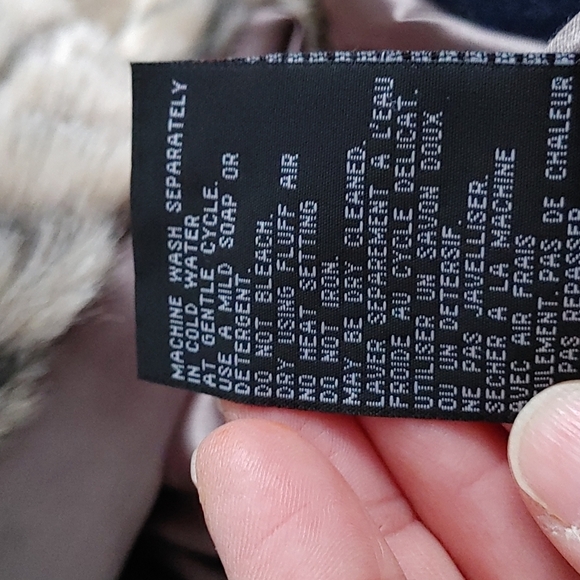 MACHINE WASH SEPARATELY
IN COLD WATER
AT GENTLE CYCLE.
USE A MILD SOAP OR
DETERGENT.
DO NOT BLEACH.
DRY USING FLUFF AIR
NO HEAT SETTING
DO NOT IRON.
MAY BE DRY CLEANED.
LAVER SEPAREMENT A L'EAU
FRODE AU CYCLE DELICAT.
UTILISER UN SAVON DOUX
OU UN DETERSIF.
NE PAS JAVELLISER.
SECHER A LA MACHINE
AVEC AIR FRAS
ULEMENT. PAS DE CHALEUR
PAS REPASSER